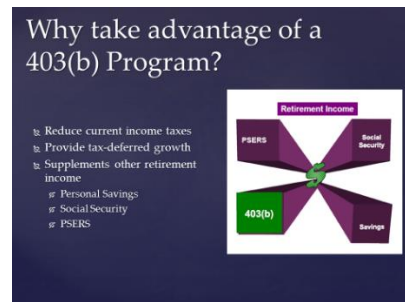 Why take advantage of a
403(b) Program?
Reduce current income taxes
Provide tax-deferred growth
Supplements other retirement
income
Personal Savings
Social Security
PSERS
Retirement Income
PSERS
Social
Security
$
403(b)
Savings